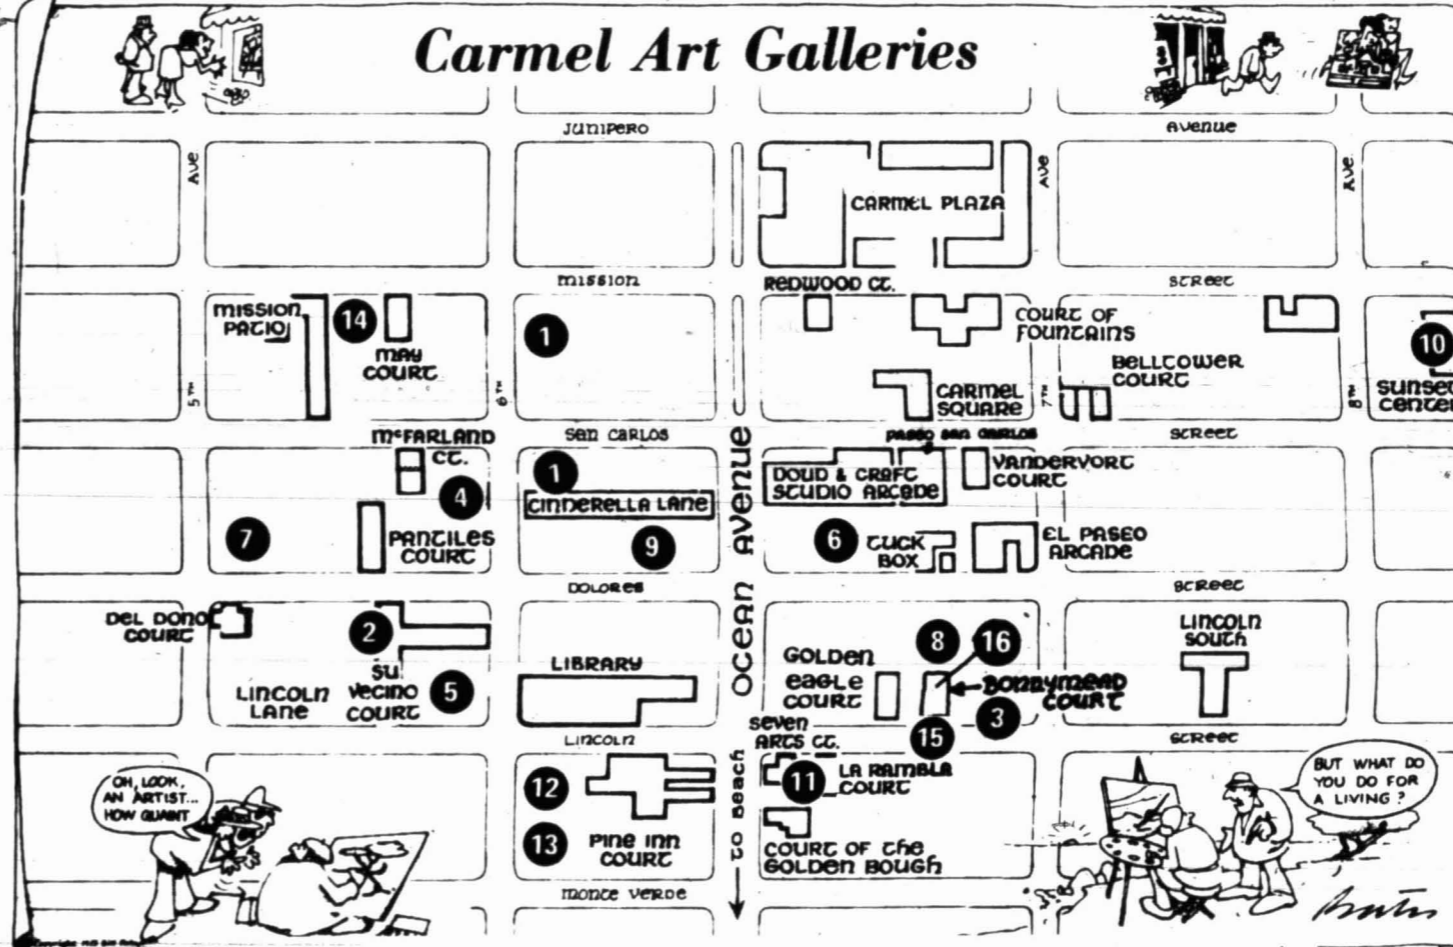 Carmel Art Galleries
JUNIPERO
AVENUE
AVE
AVE
AVE
CARMEL PLAZA
MISSION
REDWOOD CT.
STREET
MISSION
PATIO
14
MAY
COURT
1
COURT OF
FOUNTAINS
BELLTOWER
COURT
10
SUNSET
CENTER
CARMEL
SQUARE
5TH
6TH
7TH
8TH
SAN CARLOS
PASEO SAN CARLOS
STREET
McFARLAND
CT.
4
1
CINDERELLA LANE
DOUD & CRAFT
STUDIO ARCADE
VANDERVORT
COURT
7
PANTILES
COURT
9
6
TUCK
BOX
EL PASEO
ARCADE
OCEAN AVENUE
DOLORES
STREET
DEL DONO
COURT
2
SU
VECINO
COURT
LINCOLN
LANE
5
LIBRARY
GOLDEN
EAGLE
COURT
8
16
BONNYMEAD
COURT
3
15
LINCOLN
SOUTH
LINCOLN
SEVEN
ARTS CT.
STREET
12
13
PINE INN
COURT
TO BEACH
11
LA RAMBLA
COURT
COURT OF THE
GOLDEN BOUGH
MONTE VERDE
OH, LOOK,
AN ARTIST...
HOW QUAINT
BUT WHAT DO
YOU DO FOR
A LIVING?